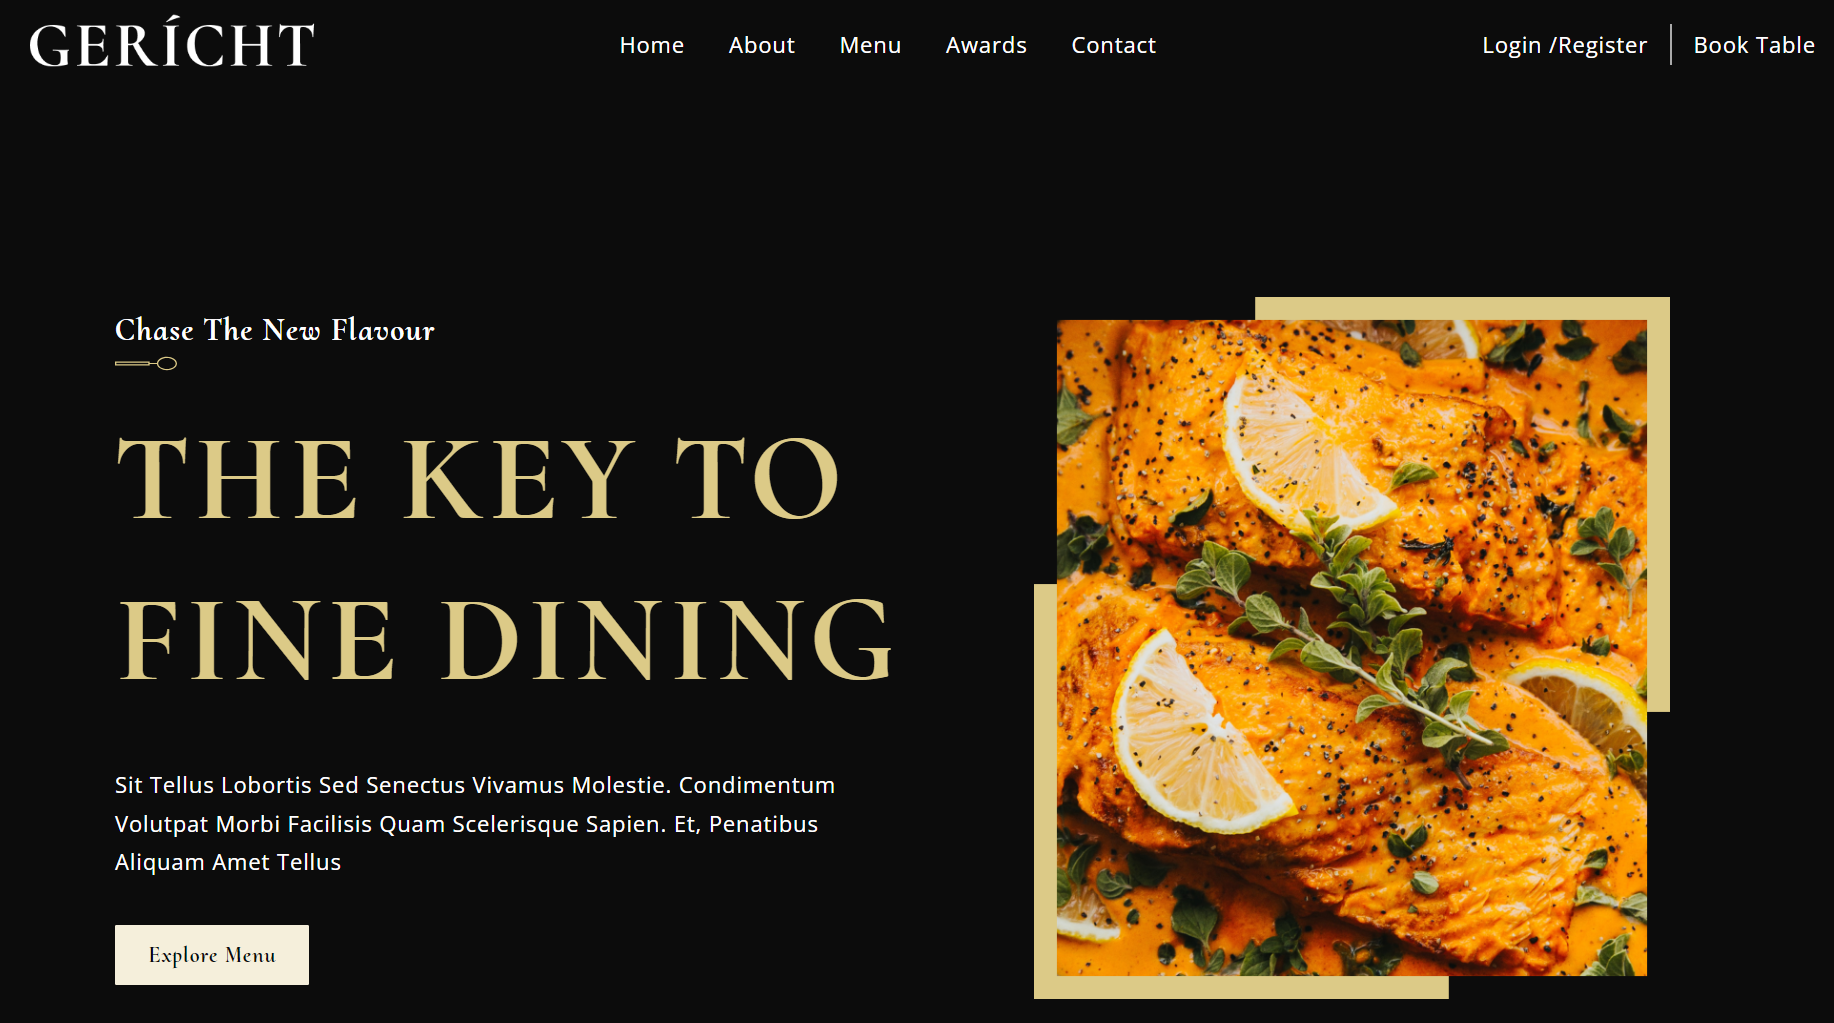 GERÍCHT
Home About Menu Awards Contact
Login /Register Book Table
Chase The New Flavour
THE KEY TO
FINE DINING
Sit Tellus Lobortis Sed Senectus Vivamus Molestie. Condimentum
Volutpat Morbi Facilisis Quam Scelerisque Sapien. Et, Penatibus
Aliquam Amet Tellus
Explore Menu